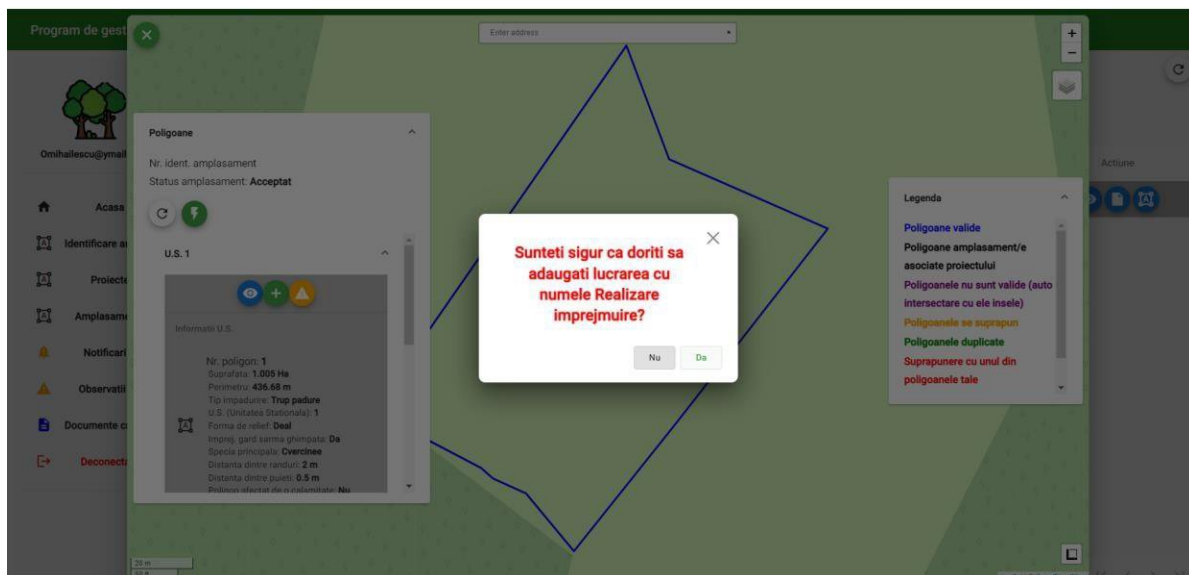 Program de gest
Enter address
+
−
Omihailescu@ymail
Acasa
Identificare a
Proiecte
Amplasame
Notificari
Observatii
Documente c
Deconecta
Actiune
Poligoane
Nr. ident. amplasament
Status amplasament: Acceptat
U.S. 1
Informatii U.S.
Nr. poligon: 1
Suprafata: 1.005 Ha
Perimetru: 436.68 m
Tip impadurire: Trup padure
U.S. (Unitatea Stationala): 1
Forma de relief: Deal
Imprej. gard sarma ghimpata: Da
Specia principala: Cvercinee
Distanta dintre randuri: 2 m
Distanta dintre puieti: 0.5 m
Poligon afectat de o calamitate: Nu
Sunteti sigur ca doriti sa
adaugati lucrarea cu
numele Realizare
imprejmuire?
Nu
Da
Legenda
Poligoane valide
Poligoane amplasament/e
asociate proiectului
Poligoanele nu sunt valide (auto
intersectare cu ele insele)
Poligoanele se suprapun
Poligoanele duplicate
Suprapunere cu unul din
poligoanele tale
20 m